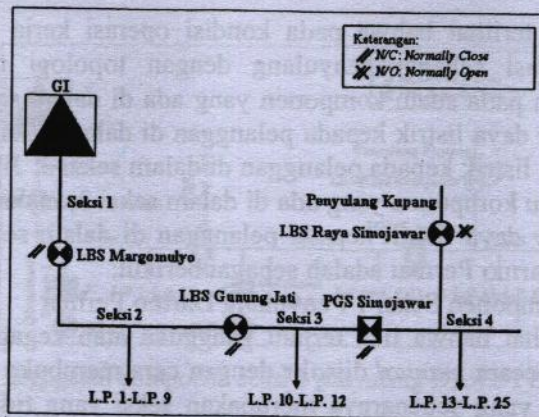 Keterangan:
N/C: Normally Close
N/O: Normally Open
GI
Seksi 1
Penyulang Kupang
LBS Raya Simojawar
LBS Margomulyo
LBS Gunung Jati
PGS Simojawar
Seksi 2
Seksi 3
Seksi 4
L.P. 1-L.P. 9
L.P. 10-L.P. 12
L.P. 13-L.P. 25